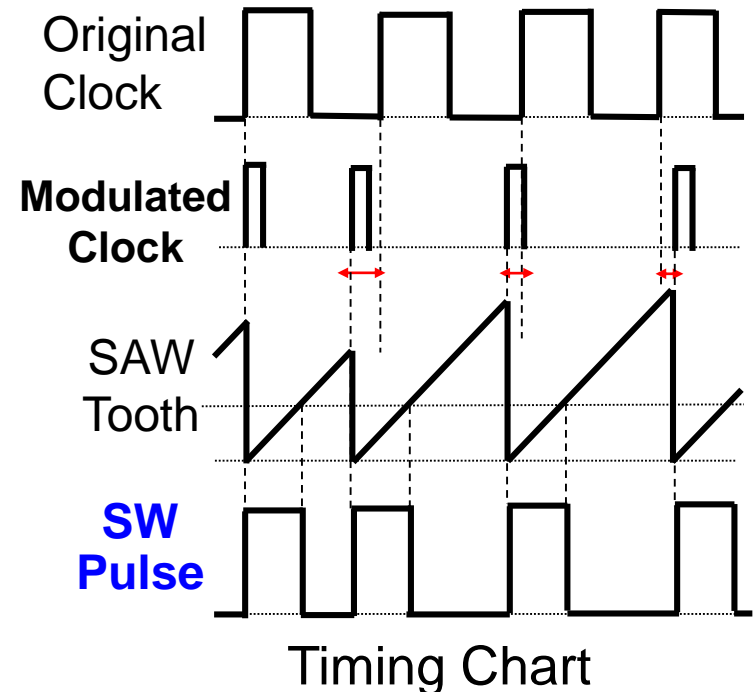 Original
Clock
Modulated
Clock
SAW
Tooth
SW
Pulse
Timing Chart